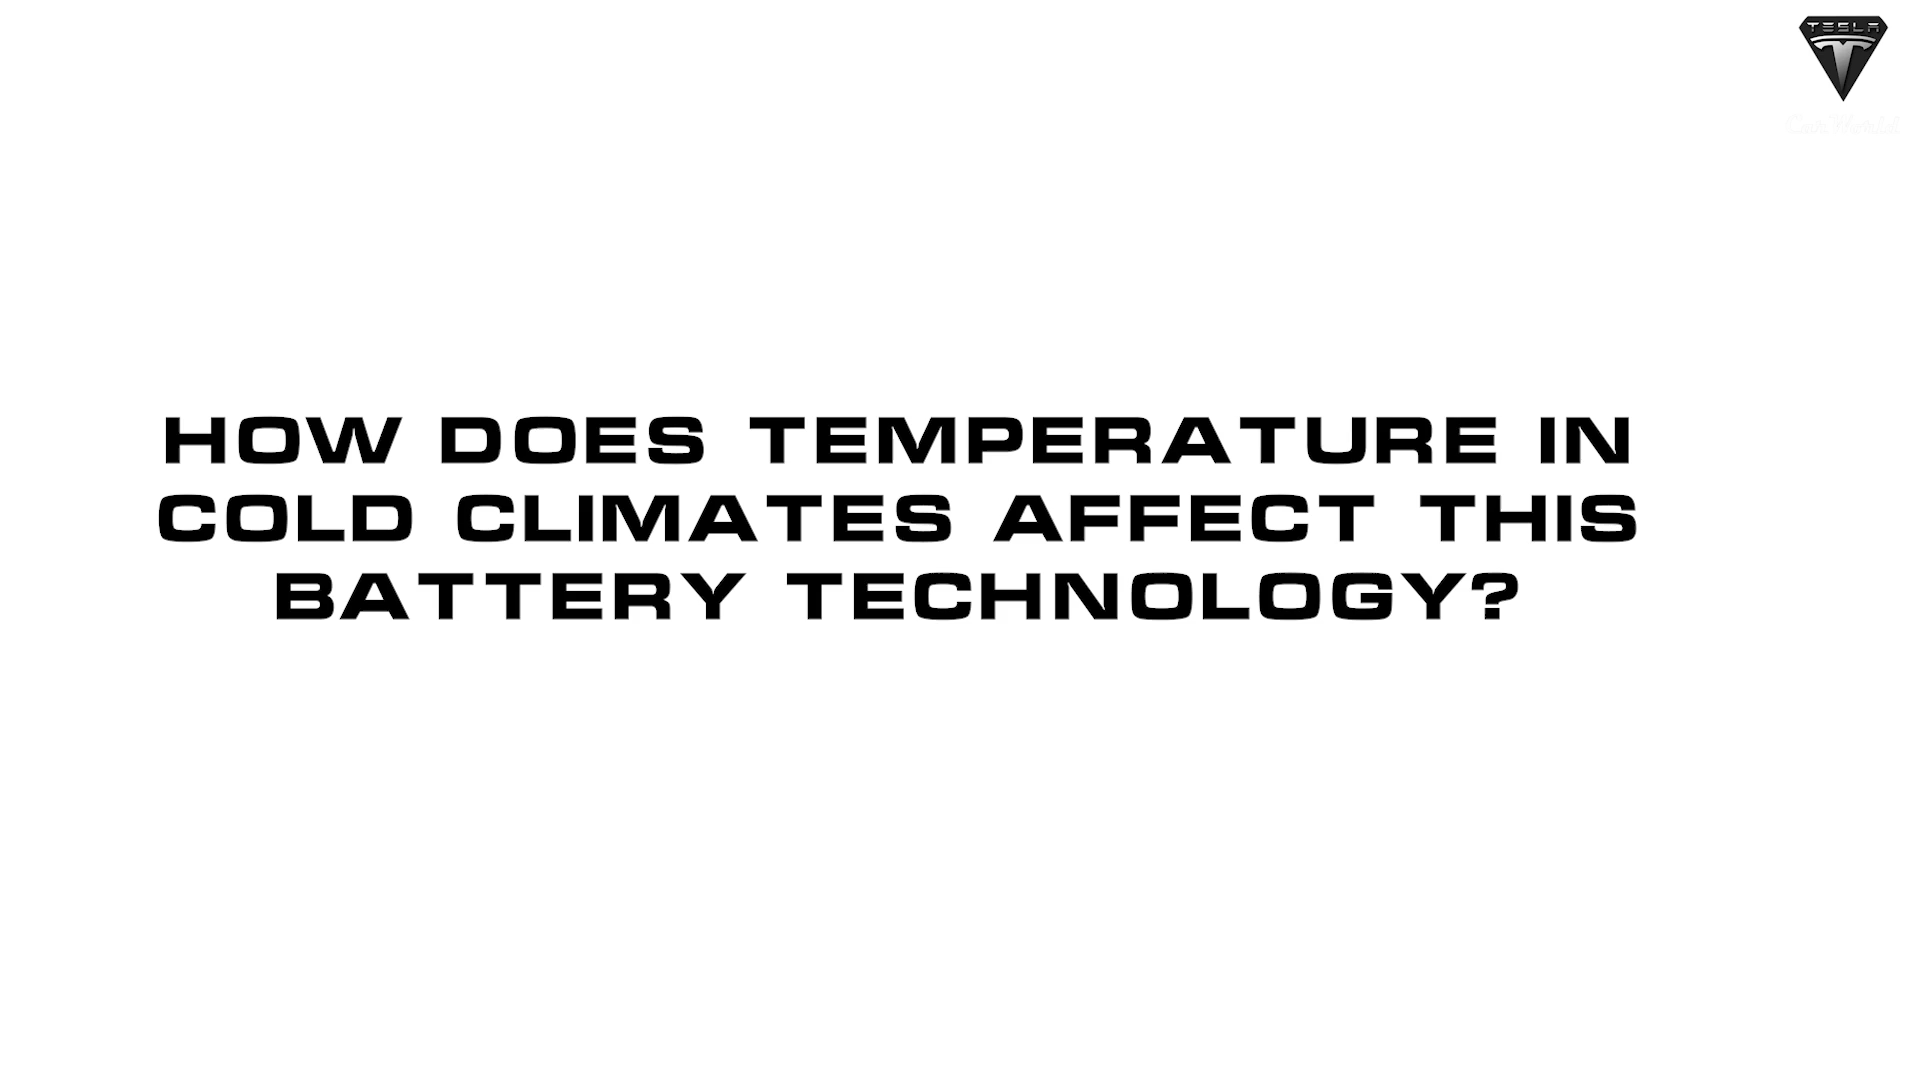 TESLA
HOW DOES TEMPERATURE IN
COLD CLIMATES AFFECT THIS
BATTERY TECHNOLOGY?